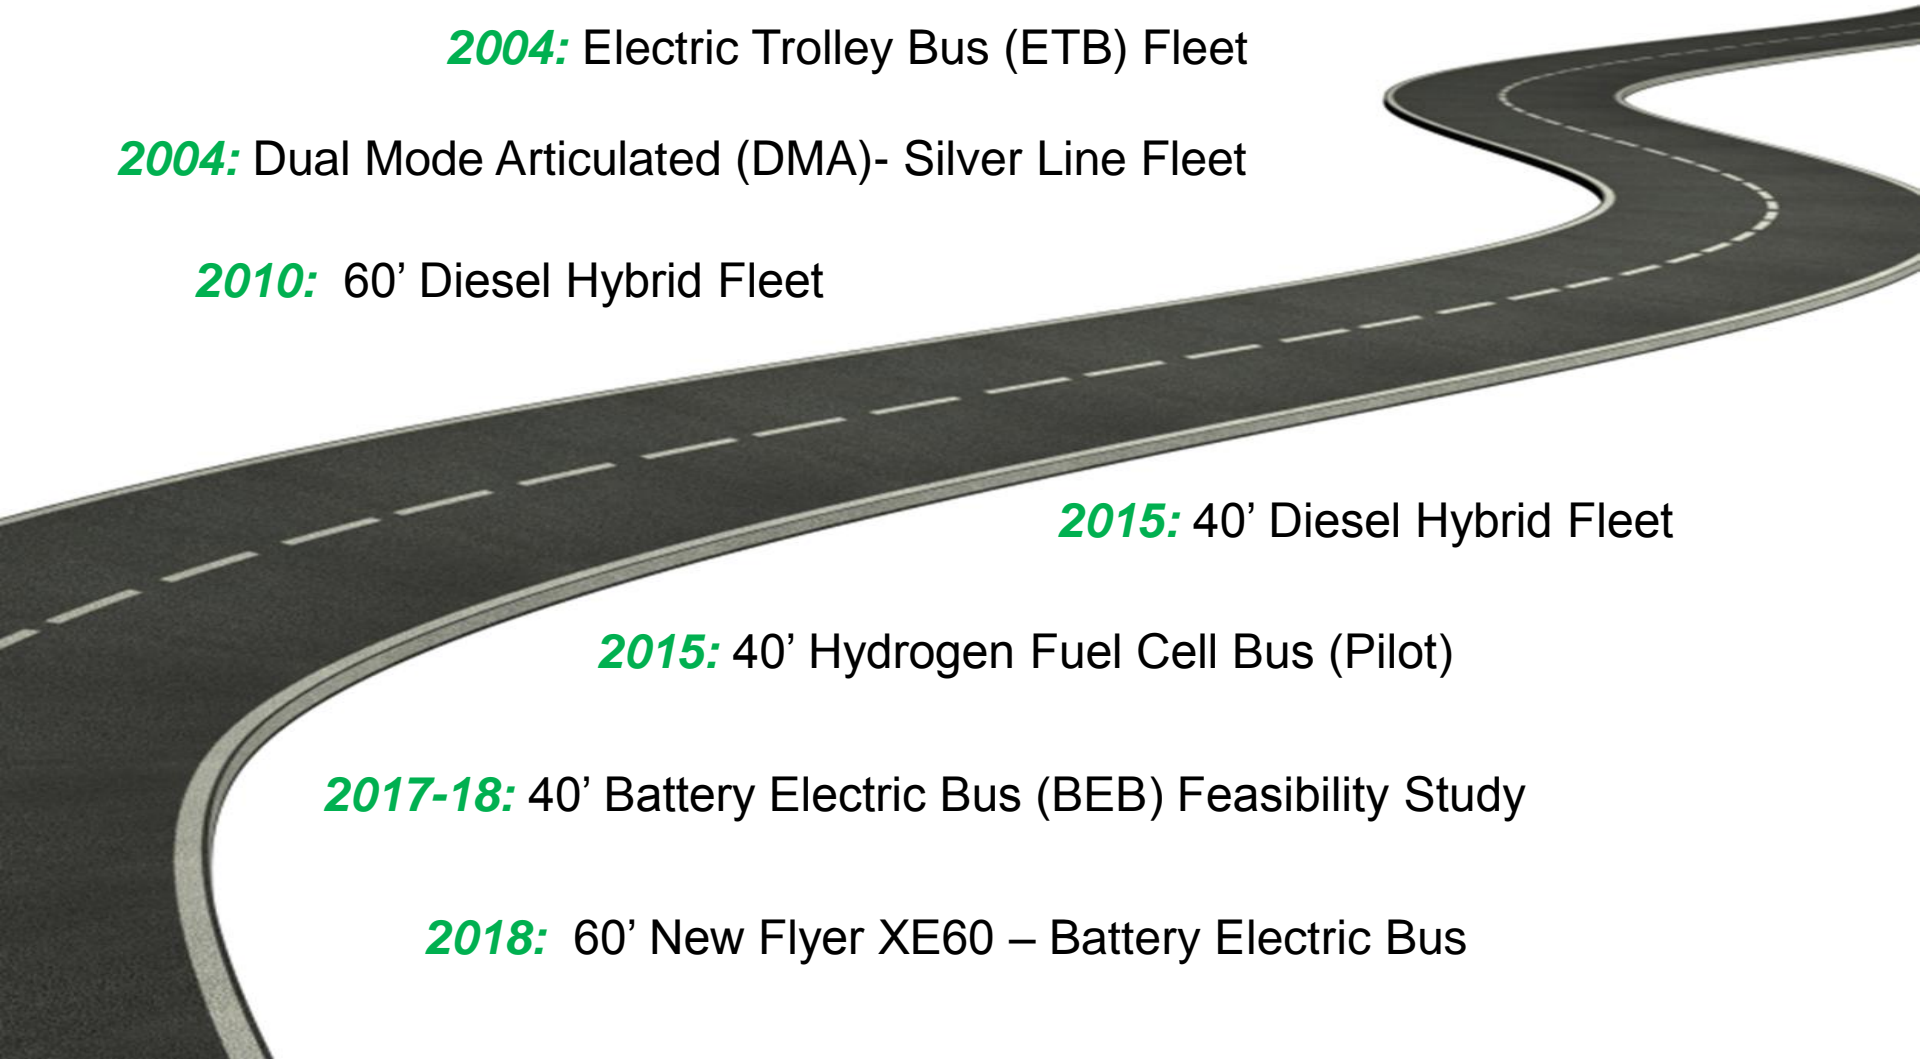 2004: Electric Trolley Bus (ETB) Fleet
2004: Dual Mode Articulated (DMA)- Silver Line Fleet
2010: 60’ Diesel Hybrid Fleet
2015: 40’ Diesel Hybrid Fleet
2015: 40’ Hydrogen Fuel Cell Bus (Pilot)
2017-18: 40’ Battery Electric Bus (BEB) Feasibility Study
2018: 60’ New Flyer XE60 – Battery Electric Bus